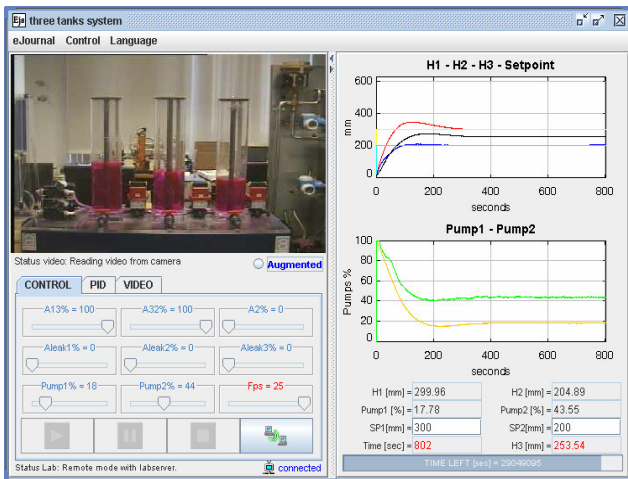 Ejs three tanks system
eJournal Control Language
Status video: Reading video from camera
Augmented
CONTROL PID VIDEO
A13% = 100 A32% = 100 A2% = 0
Aleak1% = 0 Aleak2% = 0 Aleak3% = 0
Pump1% = 18 Pump2% = 44 Fps = 25
Status Lab: Remote mode with labserver.
connected
H1 - H2 - H3 - Setpoint
600
400
200
0
mm
0 200 400 600 800
seconds
Pump1 - Pump2
100
80
60
40
20
0
Pumps %
0 200 400 600 800
seconds
H1 [mm] = 299.96 H2 [mm] = 204.89
Pump1 [%] = 17.78 Pump2 [%] = 43.55
SP1[mm] = 300 SP2[mm] = 200
Time [sec] = 802 H3 [mm] = 253.54
TIME LEFT [sec] = 29049095